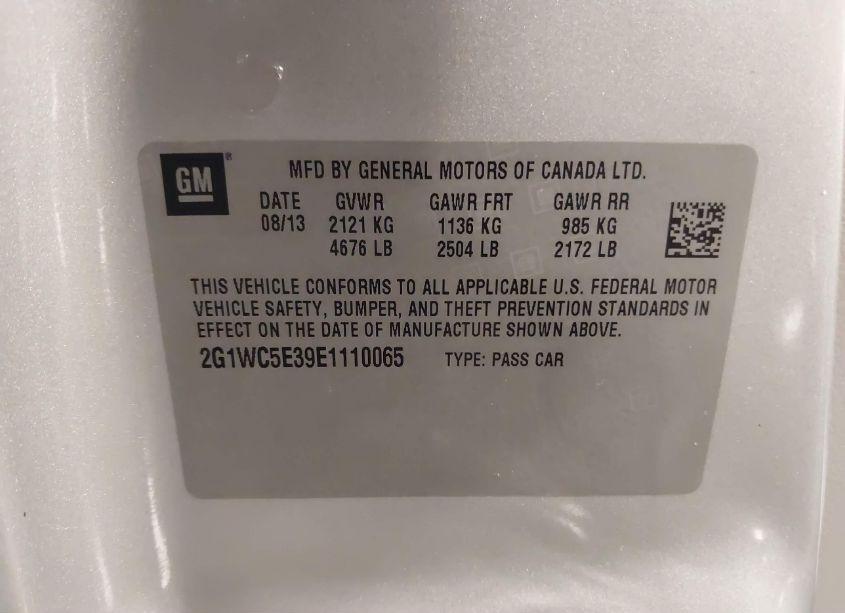 GM
MFD BY GENERAL MOTORS OF CANADA LTD.
DATE GVWR GAWR FRT GAWR RR
08/13 2121 KG 1136 KG 985 KG
4676 LB 2504 LB 2172 LB
THIS VEHICLE CONFORMS TO ALL APPLICABLE U.S. FEDERAL MOTOR
VEHICLE SAFETY, BUMPER, AND THEFT PREVENTION STANDARDS IN
EFFECT ON THE DATE OF MANUFACTURE SHOWN ABOVE.
2G1WC5E39E1110065 TYPE: PASS CAR